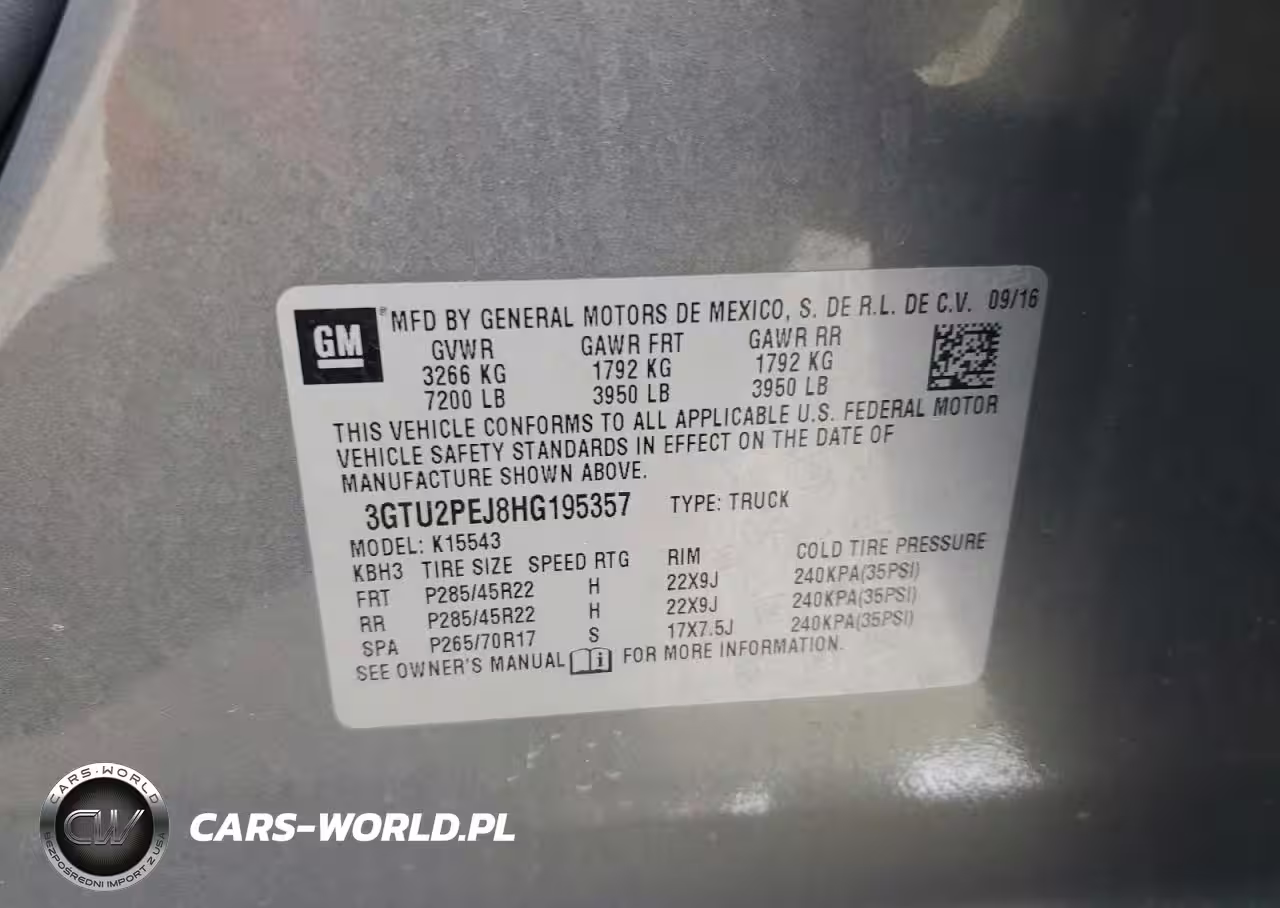 GM
® MFD BY GENERAL MOTORS DE MEXICO, S. DE R.L. DE C.V. 09/16
GVWR GAWR FRT GAWR RR
3266 KG 1792 KG 1792 KG
7200 LB 3950 LB 3950 LB
THIS VEHICLE CONFORMS TO ALL APPLICABLE U.S. FEDERAL MOTOR
VEHICLE SAFETY STANDARDS IN EFFECT ON THE DATE OF
MANUFACTURE SHOWN ABOVE.
3GTU2PEJ8HG195357 TYPE: TRUCK
MODEL: K15543
KBH3 TIRE SIZE SPEED RTG RIM COLD TIRE PRESSURE
FRT P285/45R22 H 22X9J 240KPA(35PSI)
RR P285/45R22 H 22X9J 240KPA(35PSI)
SPA P265/70R17 S 17X7.5J 240KPA(35PSI)
SEE OWNER'S MANUAL FOR MORE INFORMATION.
CARS-WORLD
CW
BEZPOŚREDNI IMPORT Z USA
CARS-WORLD.PL